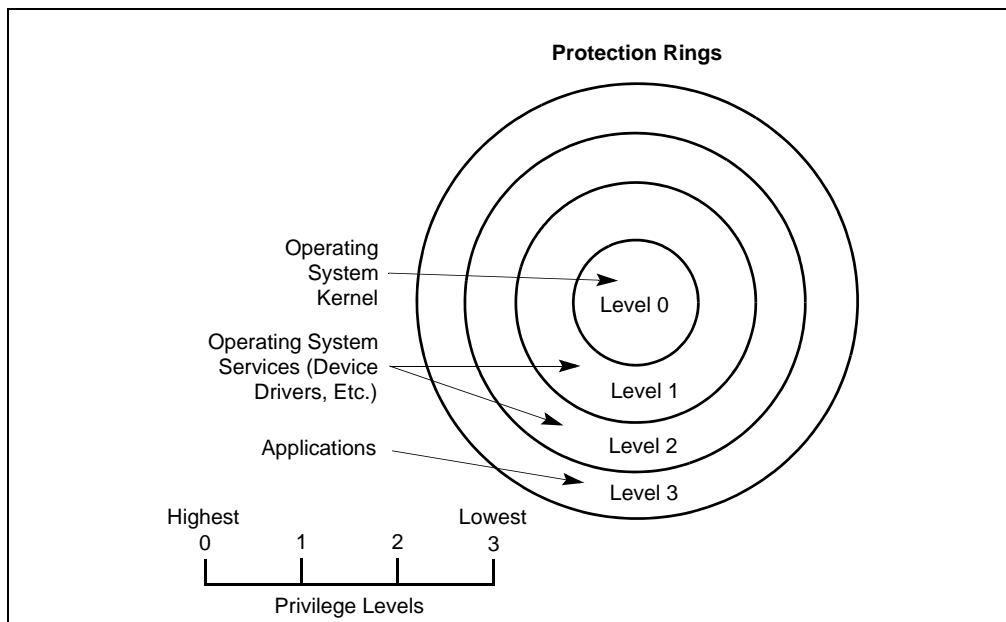 Protection Rings
Operating
System
Kernel
Level 0
Operating System
Services (Device
Drivers, Etc.)
Level 1
Applications
Level 2
Level 3
Highest
Lowest
0
1
2
3
Privilege Levels